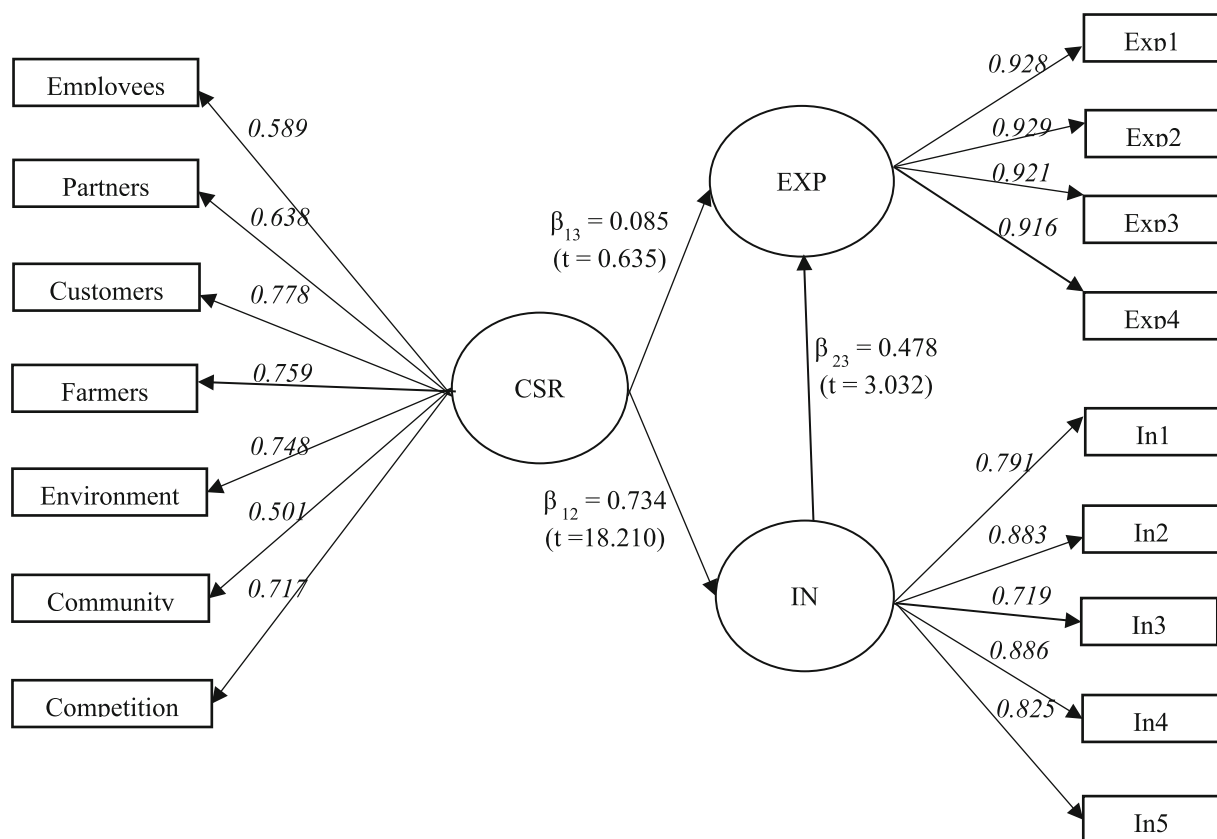 Employees
Partners
Customers
Farmers
Environment
Community
Competition
0.589
0.638
0.778
0.759
0.748
0.501
0.717
CSR
β13 = 0.085
(t = 0.635)
β12 = 0.734
(t =18.210)
EXP
β23 = 0.478
(t = 3.032)
IN
0.928
0.929
0.921
0.916
Exp1
Exp2
Exp3
Exp4
0.791
0.883
0.719
0.886
0.825
In1
In2
In3
In4
In5